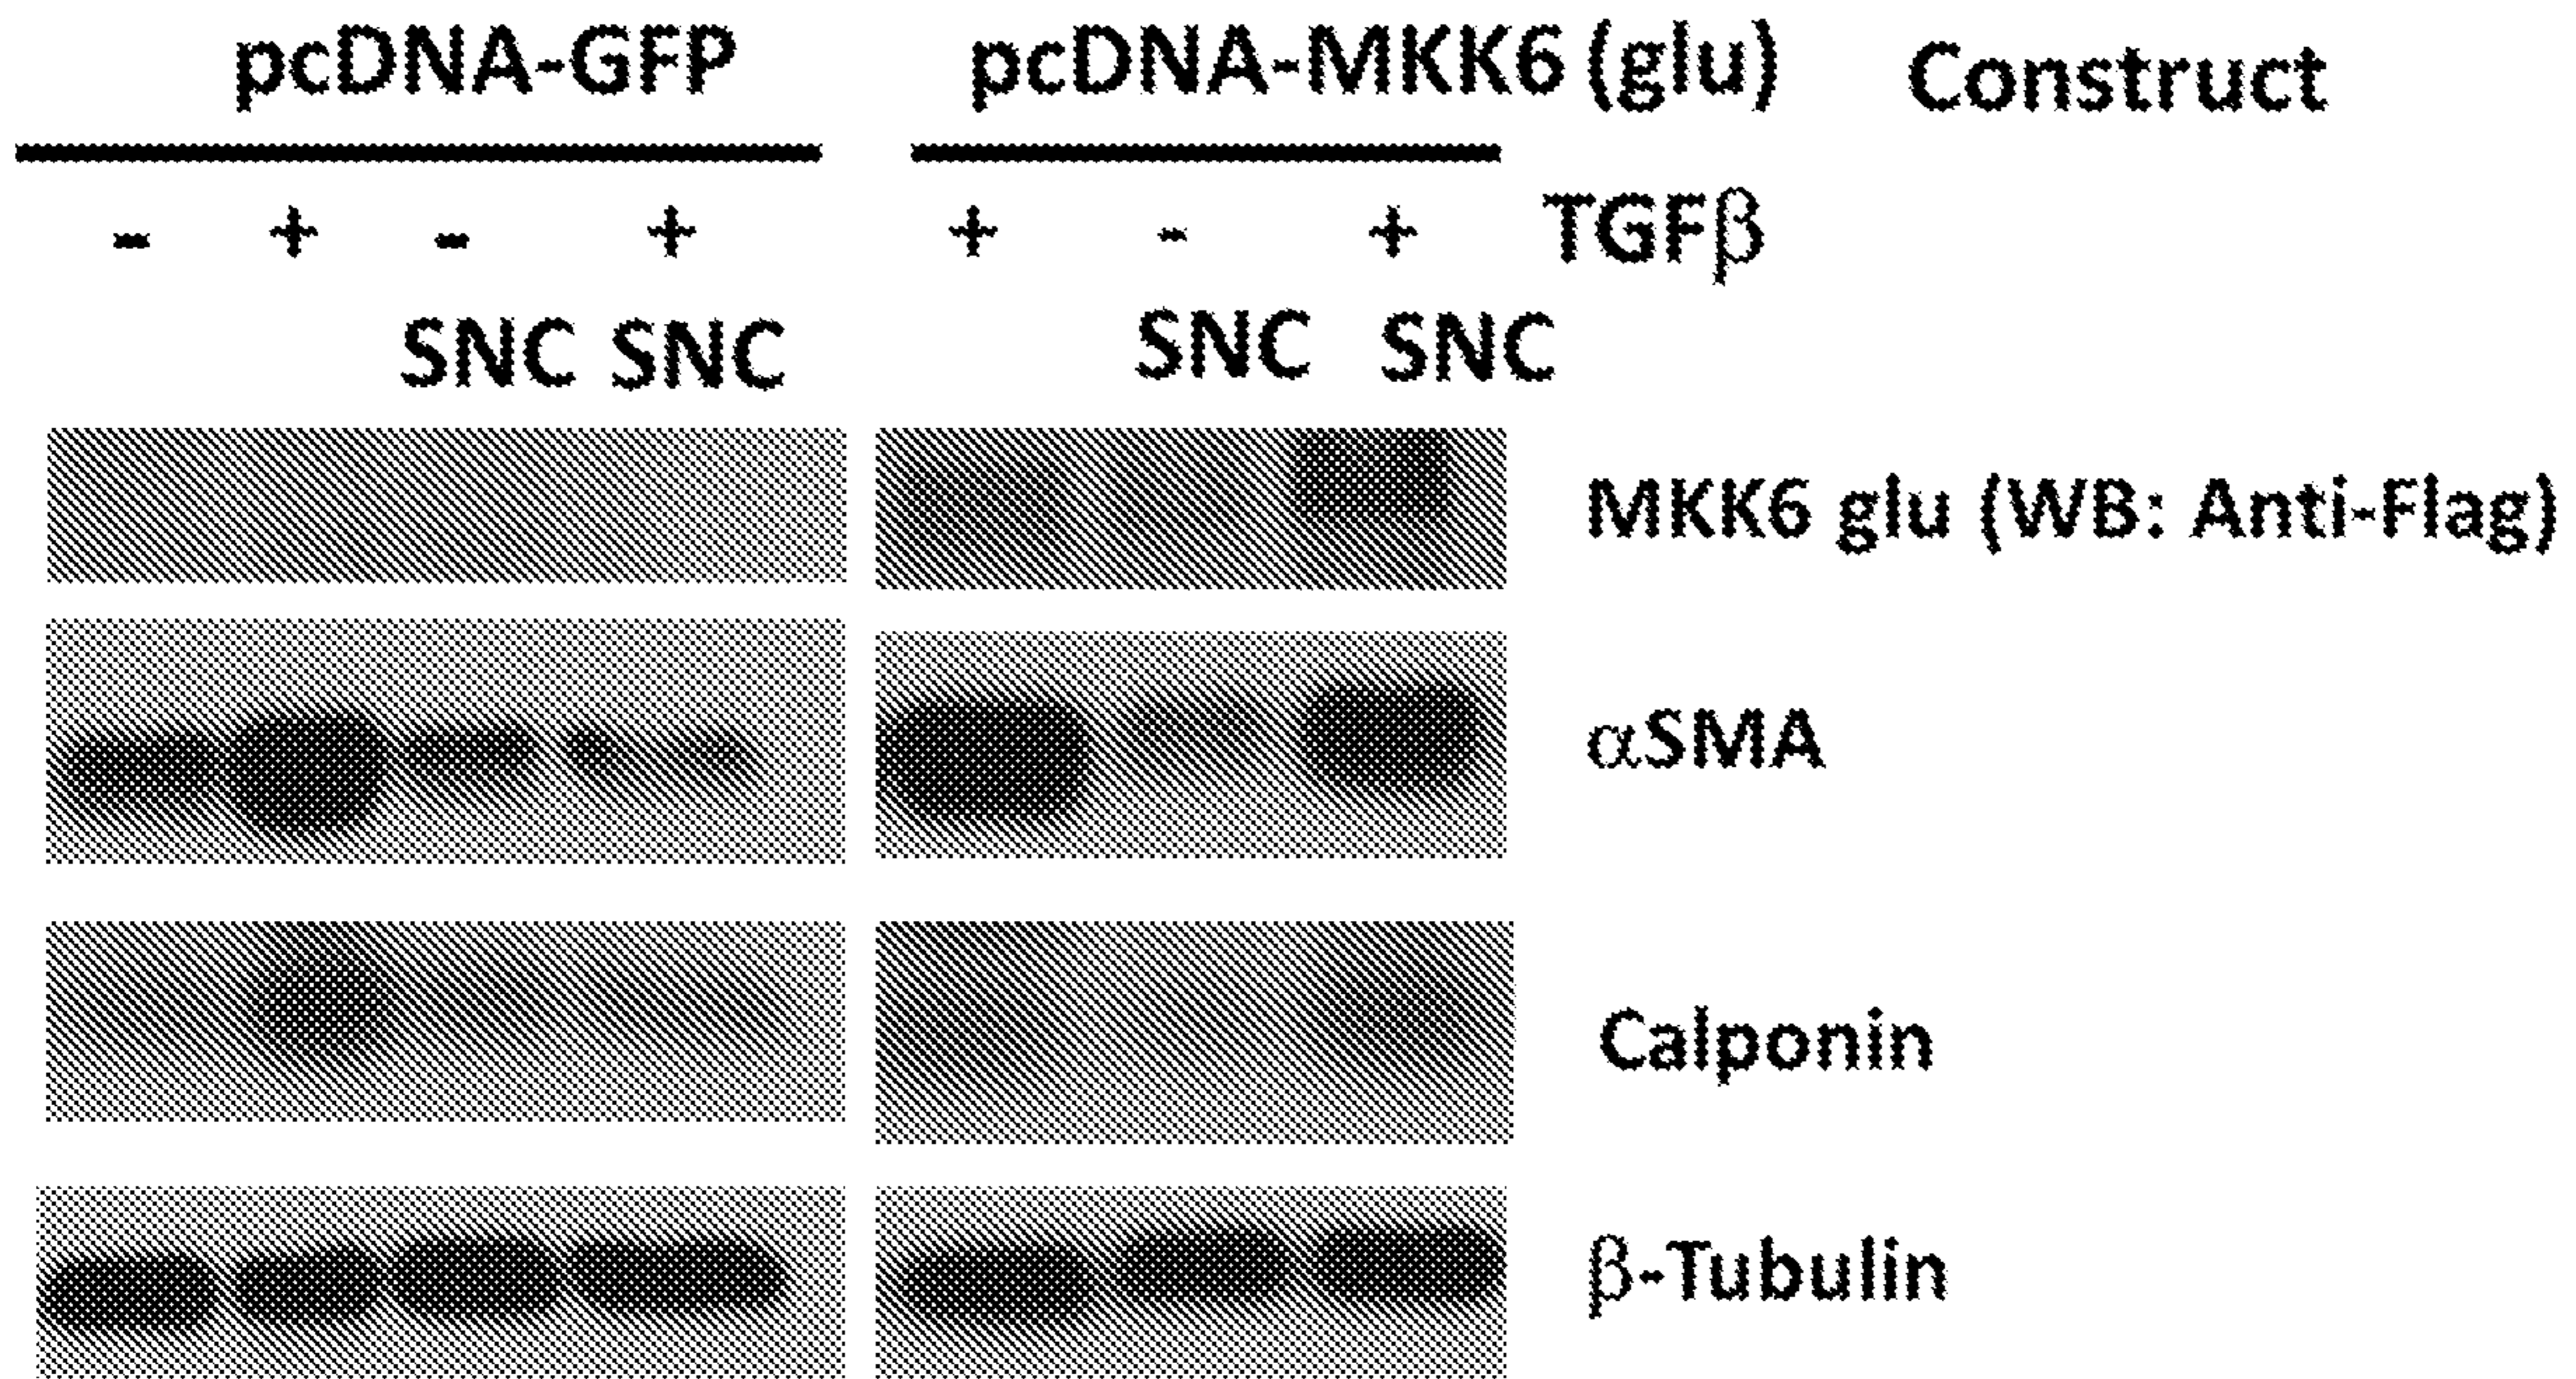 pcDNA-GFP pcDNA-MKK6 (glu) Construct
- + - + + - + TGFβ
SNC SNC SNC SNC
MKK6 glu (WB: Anti-Flag)
αSMA
Calponin
β-Tubulin